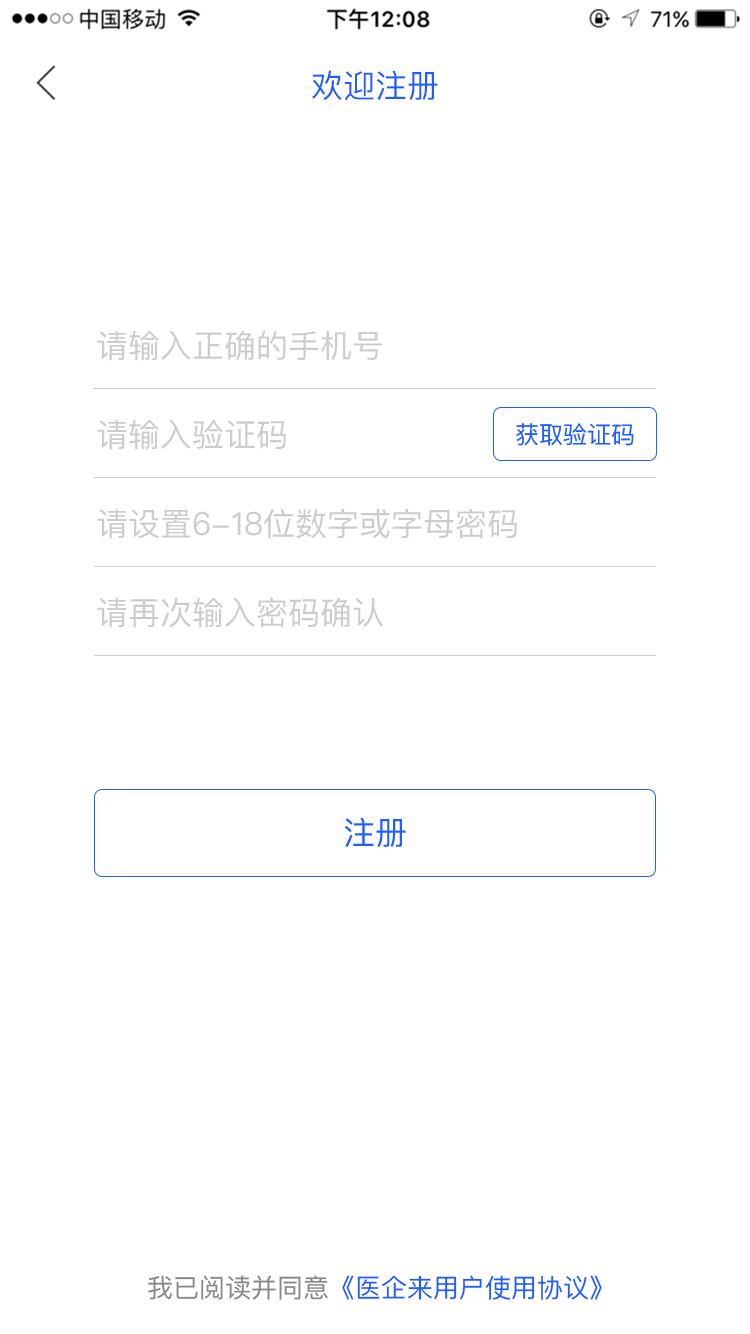 中国移动 下午12:08 71%
欢迎注册
请输入正确的手机号
请输入验证码 获取验证码
请设置6–18位数字或字母密码
请再次输入密码确认
注册
我已阅读并同意《医企来用户使用协议》